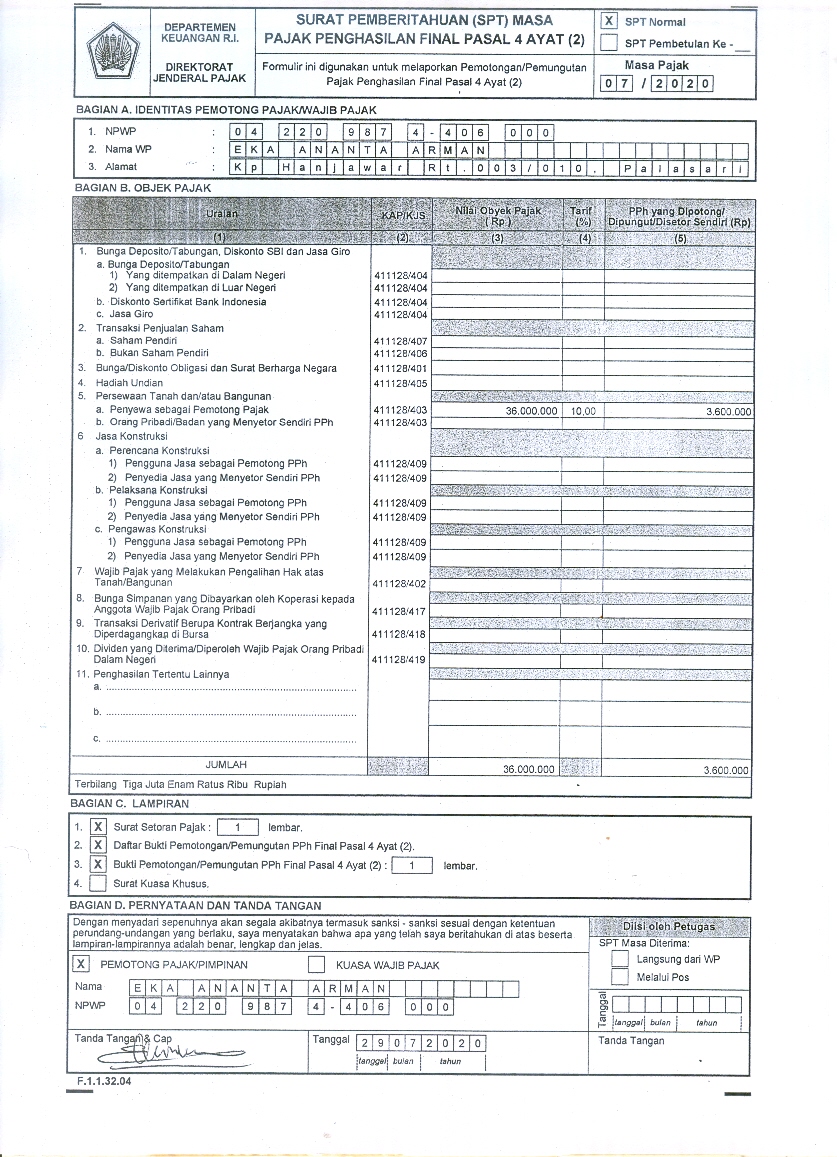 DEPARTEMEN
KEUANGAN R.I.
DIREKTORAT
JENDERAL PAJAK
SURAT PEMBERITAHUAN (SPT) MASA
PAJAK PENGHASILAN FINAL PASAL 4 AYAT (2)
Formulir ini digunakan untuk melaporkan Pemotongan/Pemungutan
Pajak Penghasilan Final Pasal 4 Ayat (2)
X SPT Normal
SPT Pembetulan Ke - __
Masa Pajak
07 / 2020
BAGIAN A. IDENTITAS PEMOTONG PAJAK/WAJIB PAJAK
1. NPWP : 04 220 987 4 - 406 000
2. Nama WP : EKA ANANTA ARMAN
3. Alamat : Kp Hanjawar Rt.003/010, Palasari
BAGIAN B. OBJEK PAJAK
Uraian KAP/KJS Nilai Obyek Pajak (Rp) Tarif (%) PPh yang Dipotong/ Dipungut/Disetor Sendiri (Rp)
(1) (2) (3) (4) (5)
1. Bunga Deposito/Tabungan, Diskonto SBI dan Jasa Giro
a. Bunga Deposito/Tabungan
1) Yang ditempatkan di Dalam Negeri 411128/404
2) Yang ditempatkan di Luar Negeri 411128/404
b. Diskonto Sertifikat Bank Indonesia 411128/404
c. Jasa Giro 411128/404
2. Transaksi Penjualan Saham
a. Saham Pendiri 411128/407
b. Bukan Saham Pendiri 411128/406
3. Bunga/Diskonto Obligasi dan Surat Berharga Negara 411128/401
4. Hadiah Undian 411128/405
5. Persewaan Tanah dan/atau Bangunan
a. Penyewa sebagai Pemotong Pajak 411128/403 36.000.000 10,00 3.600.000
b. Orang Pribadi/Badan yang Menyetor Sendiri PPh 411128/403
6 Jasa Konstruksi
a. Perencana Konstruksi
1) Pengguna Jasa sebagai Pemotong PPh 411128/409
2) Penyedia Jasa yang Menyetor Sendiri PPh 411128/409
b. Pelaksana Konstruksi
1) Pengguna Jasa sebagai Pemotong PPh 411128/409
2) Penyedia Jasa yang Menyetor Sendiri PPh 411128/409
c. Pengawas Konstruksi
1) Pengguna Jasa sebagai Pemotong PPh 411128/409
2) Penyedia Jasa yang Menyetor Sendiri PPh 411128/409
7 Wajib Pajak yang Melakukan Pengalihan Hak atas
Tanah/Bangunan 411128/402
8. Bunga Simpanan yang Dibayarkan oleh Koperasi kepada
Anggota Wajib Pajak Orang Pribadi 411128/417
9. Transaksi Derivatif Berupa Kontrak Berjangka yang
Diperdagangkan di Bursa 411128/418
10. Dividen yang Diterima/Diperoleh Wajib Pajak Orang Pribadi
Dalam Negeri 411128/419
11. Penghasilan Tertentu Lainnya
a. ..........
b. ..........
c. ..........
JUMLAH 36.000.000 3.600.000
Terbilang Tiga Juta Enam Ratus Ribu Rupiah
BAGIAN C. LAMPIRAN
1. X Surat Setoran Pajak : 1 lembar.
2. X Daftar Bukti Pemotongan/Pemungutan PPh Final Pasal 4 Ayat (2).
3. X Bukti Pemotongan/Pemungutan PPh Final Pasal 4 Ayat (2) : 1 lembar.
4. Surat Kuasa Khusus.
BAGIAN D. PERNYATAAN DAN TANDA TANGAN
Dengan menyadari sepenuhnya akan segala akibatnya termasuk sanksi - sanksi sesuai dengan ketentuan
perundang-undangan yang berlaku, saya menyatakan bahwa apa yang telah saya beritahukan di atas beserta
lampiran-lampirannya adalah benar, lengkap dan jelas.
X PEMOTONG PAJAK/PIMPINAN KUASA WAJIB PAJAK
Nama EKA ANANTA ARMAN
NPWP 04 220 987 4 - 406 000
Tanda Tangan & Cap
Tanggal 29072020
tanggal bulan tahun
Diisi oleh Petugas
SPT Masa Diterima:
Langsung dari WP
Melalui Pos
Tanggal
tanggal bulan tahun
Tanda Tangan
F.1.1.32.04